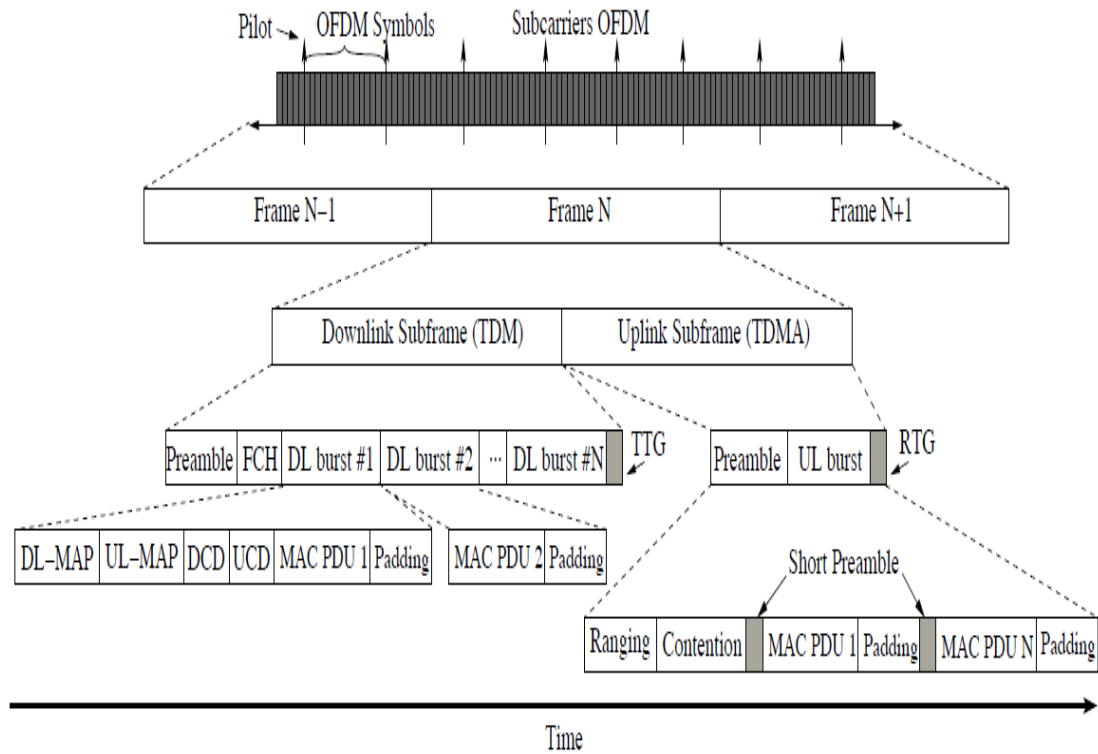 Pilot
OFDM Symbols
Subcarriers OFDM
Frame N–1
Frame N
Frame N+1
Downlink Subframe (TDM)
Uplink Subframe (TDMA)
Preamble
FCH
DL burst #1
DL burst #2
...
DL burst #N
TTG
Preamble
UL burst
RTG
DL–MAP
UL–MAP
DCD
UCD
MAC PDU 1
Padding
MAC PDU 2
Padding
Short Preamble
Ranging
Contention
MAC PDU 1
Padding
MAC PDU N
Padding
Time